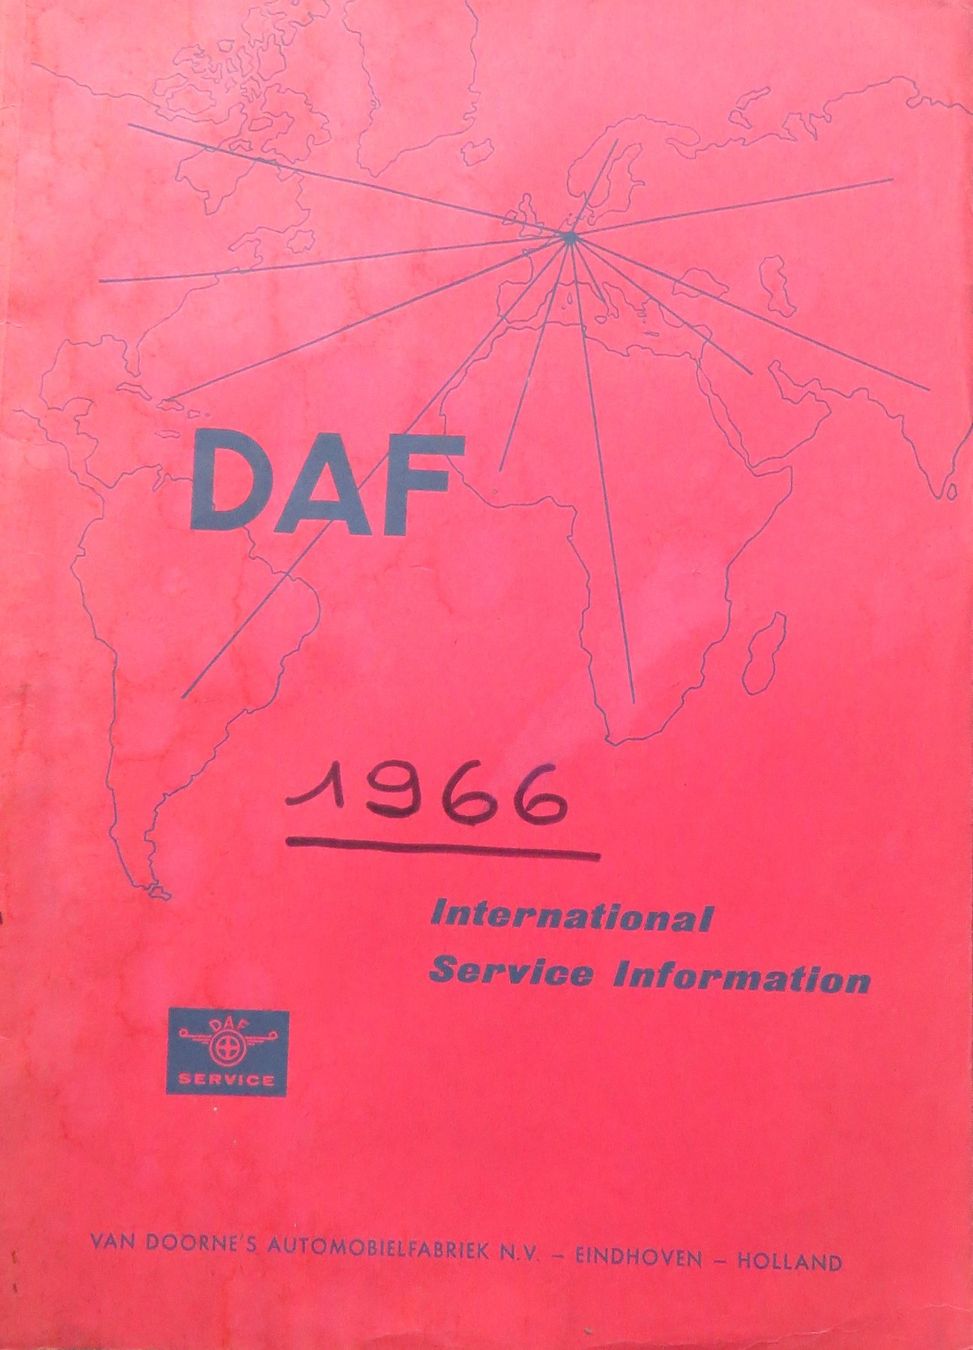 DAF
1966
International
Service Information
DAF
SERVICE
VAN DOORNE'S AUTOMOBIELFABRIEK N.V. – EINDHOVEN – HOLLAND